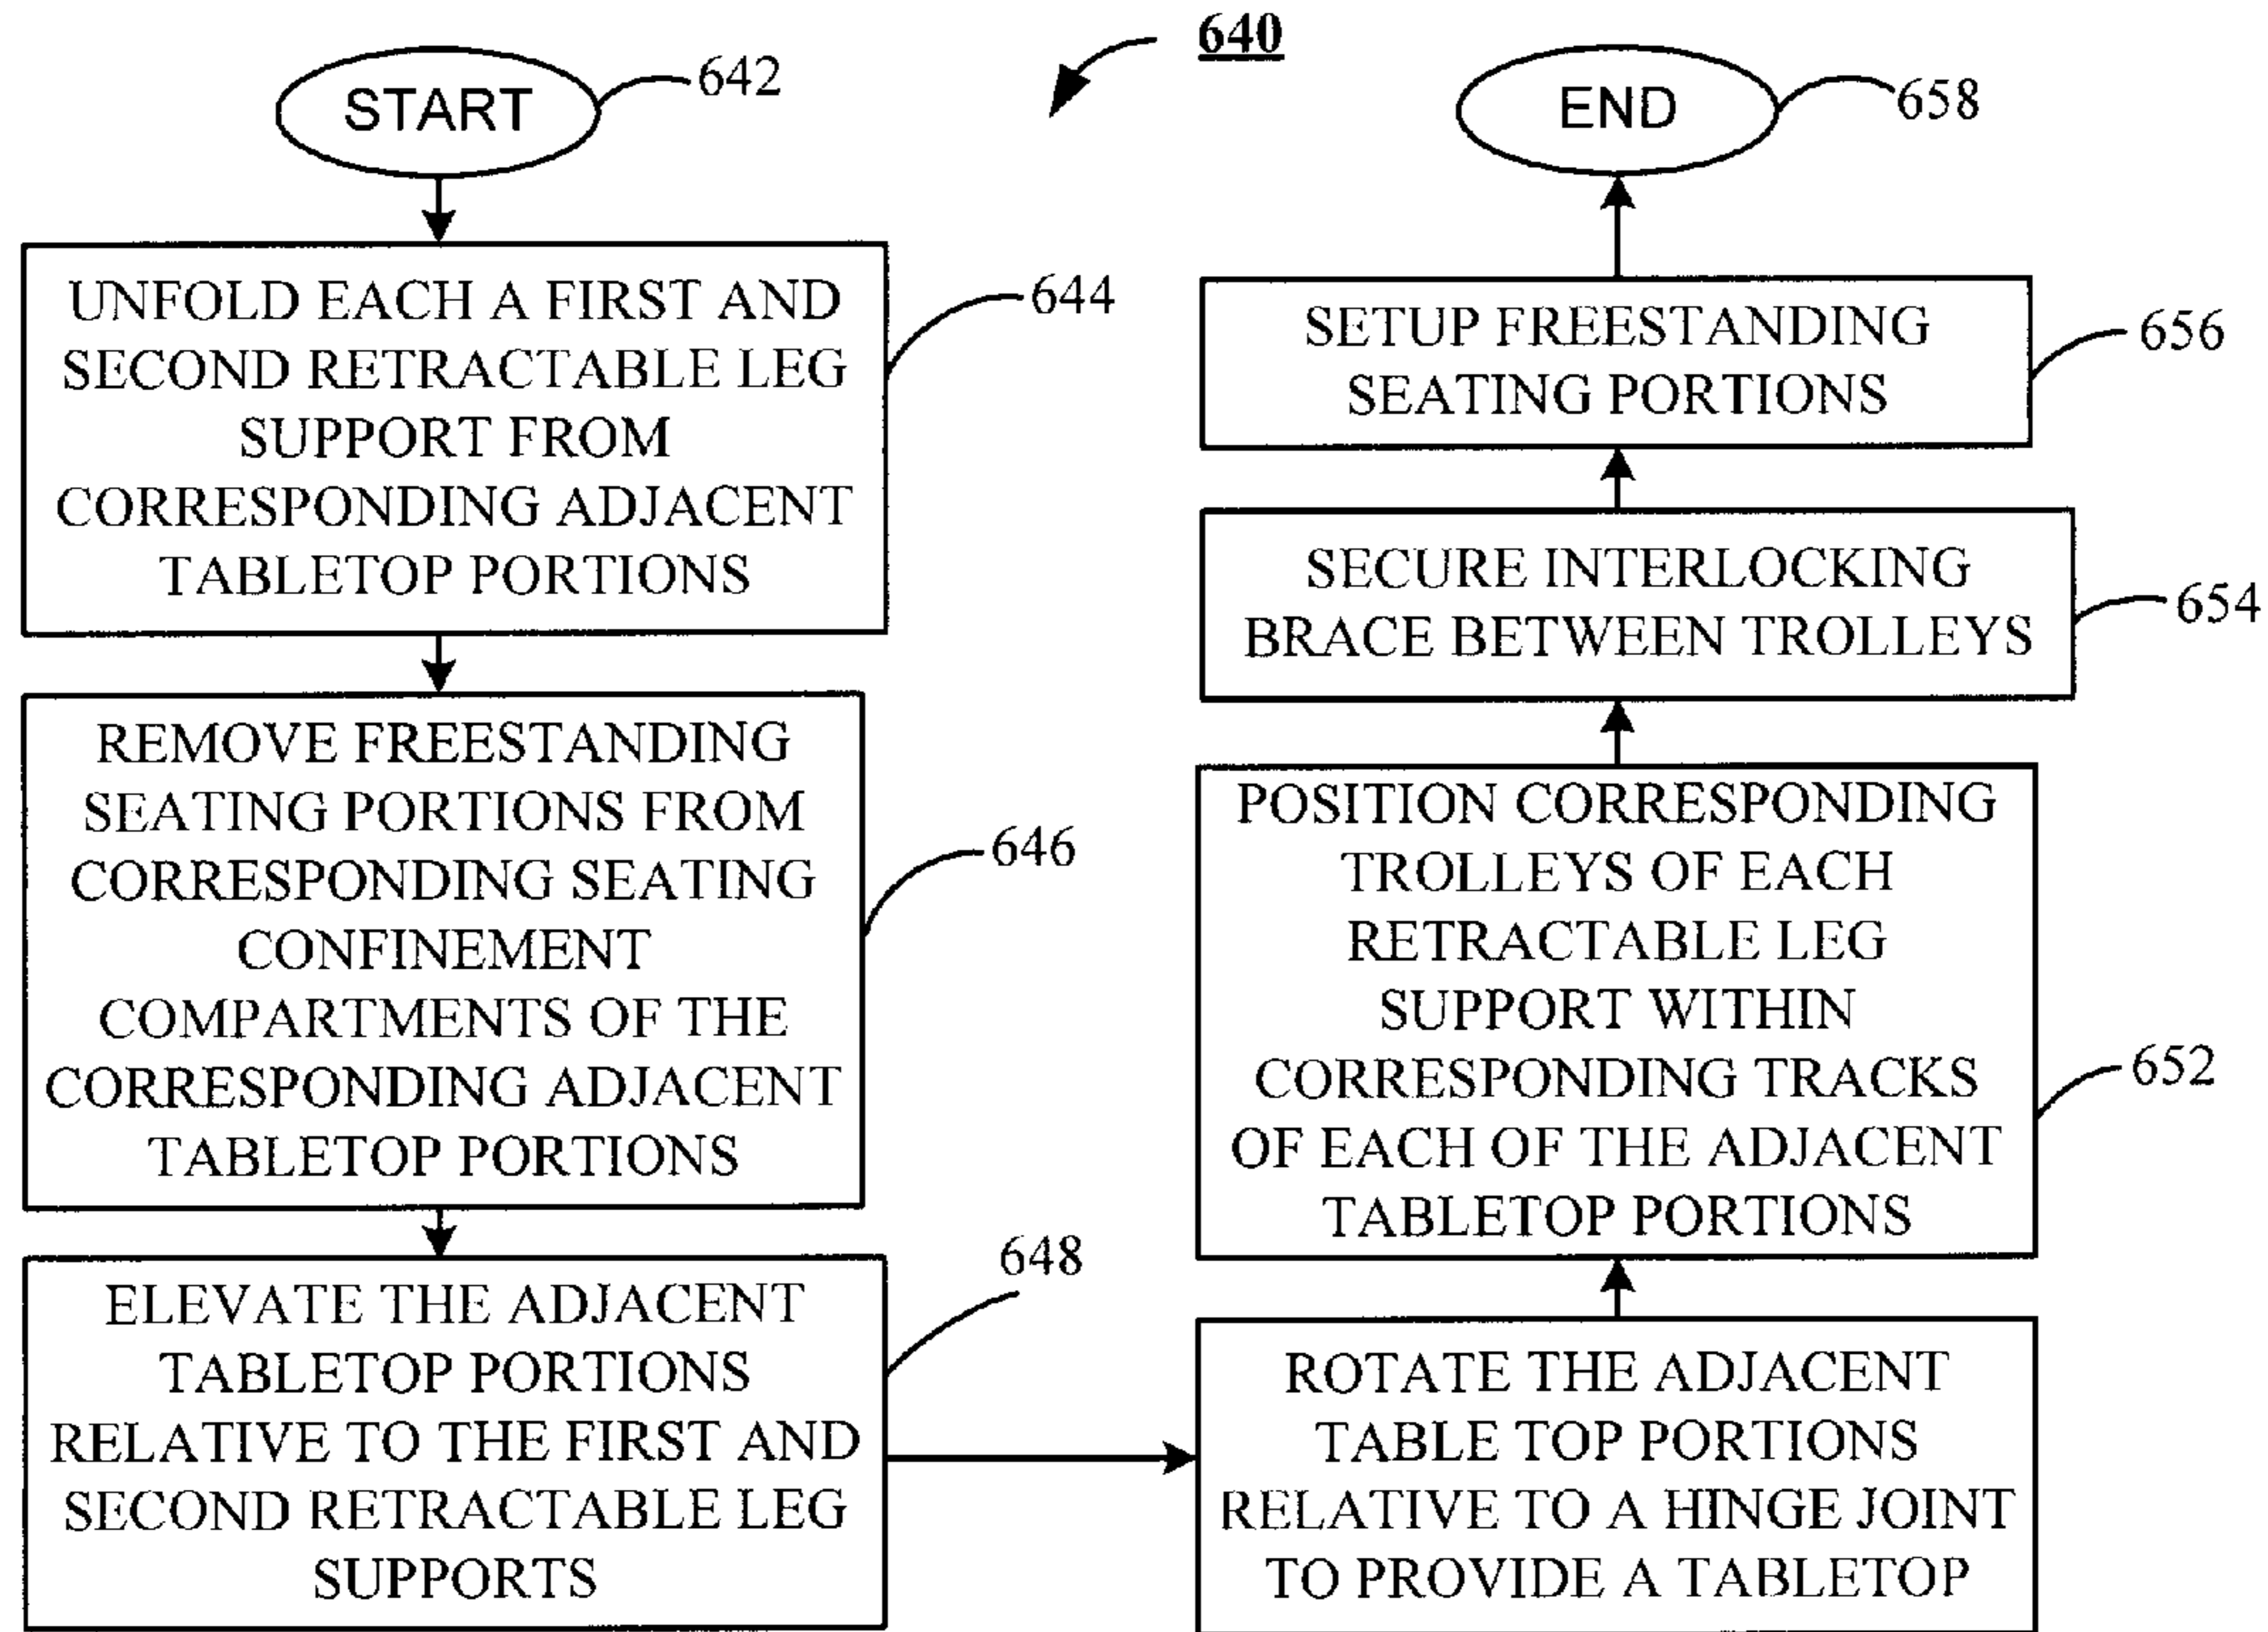 640
START
642
UNFOLD EACH A FIRST AND
SECOND RETRACTABLE LEG
SUPPORT FROM
CORRESPONDING ADJACENT
TABLETOP PORTIONS
644
REMOVE FREESTANDING
SEATING PORTIONS FROM
CORRESPONDING SEATING
CONFINEMENT
COMPARTMENTS OF THE
CORRESPONDING ADJACENT
TABLETOP PORTIONS
646
ELEVATE THE ADJACENT
TABLETOP PORTIONS
RELATIVE TO THE FIRST AND
SECOND RETRACTABLE LEG
SUPPORTS
648
ROTATE THE ADJACENT
TABLE TOP PORTIONS
RELATIVE TO A HINGE JOINT
TO PROVIDE A TABLETOP
POSITION CORRESPONDING
TROLLEYS OF EACH
RETRACTABLE LEG
SUPPORT WITHIN
CORRESPONDING TRACKS
OF EACH OF THE ADJACENT
TABLETOP PORTIONS
652
SECURE INTERLOCKING
BRACE BETWEEN TROLLEYS
654
SETUP FREESTANDING
SEATING PORTIONS
656
END
658